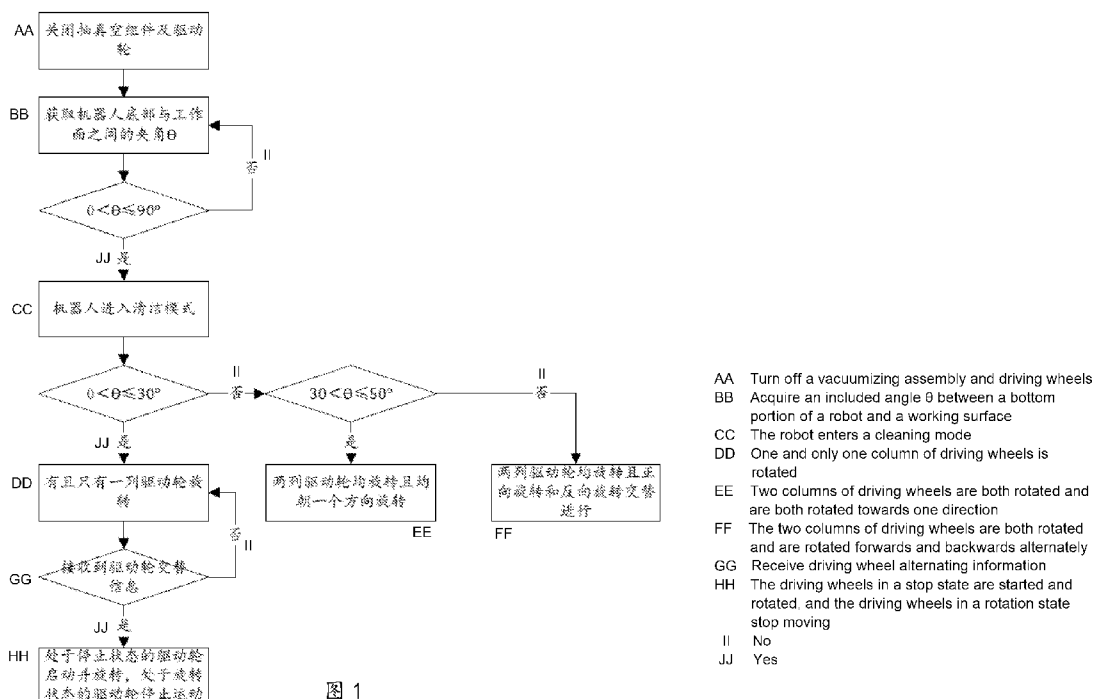 AA 关闭抽真空组件及驱动
轮
BB 获取机器人底部与工作
面之间的夹角θ
II
否
0<θ≤90°
JJ 是
CC 机器人进入清洁模式
0<θ≤30°
II
否
30<θ≤50°
II
否
JJ 是
是
DD 有且只有一列驱动轮旋
转
两列驱动轮均旋转且均
朝一个方向旋转
EE
两列驱动轮均旋转且正
向旋转和反向旋转交替
进行
FF
否
II
GG 接收到驱动轮交替
信息
JJ 是
HH 处于停止状态的驱动轮
启动并旋转，处于旋转
状态的驱动轮停止运动
图 1
AA Turn off a vacuumizing assembly and driving wheels
BB Acquire an included angle θ between a bottom
portion of a robot and a working surface
CC The robot enters a cleaning mode
DD One and only one column of driving wheels is
rotated
EE Two columns of driving wheels are both rotated and
are both rotated towards one direction
FF The two columns of driving wheels are both rotated
and are rotated forwards and backwards alternately
GG Receive driving wheel alternating information
HH The driving wheels in a stop state are started and
rotated, and the driving wheels in a rotation state
stop moving
II No
JJ Yes